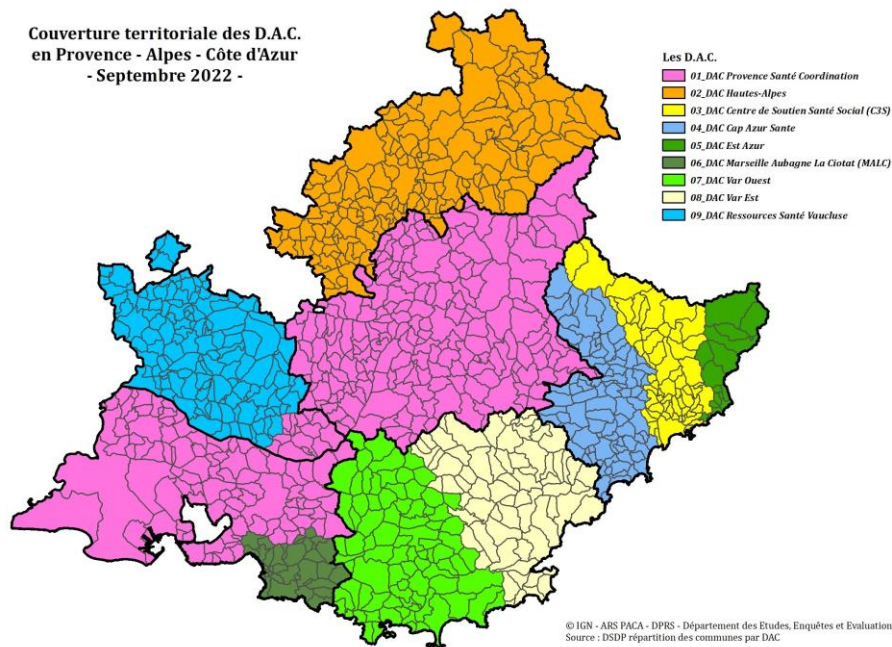 Couverture territoriale des D.A.C.
en Provence - Alpes - Côte d'Azur
- Septembre 2022 -
Les D.A.C.
01_DAC Provence Santé Coordination
02_DAC Hautes-Alpes
03_DAC Centre de Soutien Santé Social (C3S)
04_DAC Cap Azur Sante
05_DAC Est Azur
06_DAC Marseille Aubagne La Ciotat (MALC)
07_DAC Var Ouest
08_DAC Var Est
09_DAC Ressources Santé Vaucluse
© IGN - ARS PACA - DPRS - Département des Etudes, Enquêtes et Evaluation
Source : DSDP répartition des communes par DAC